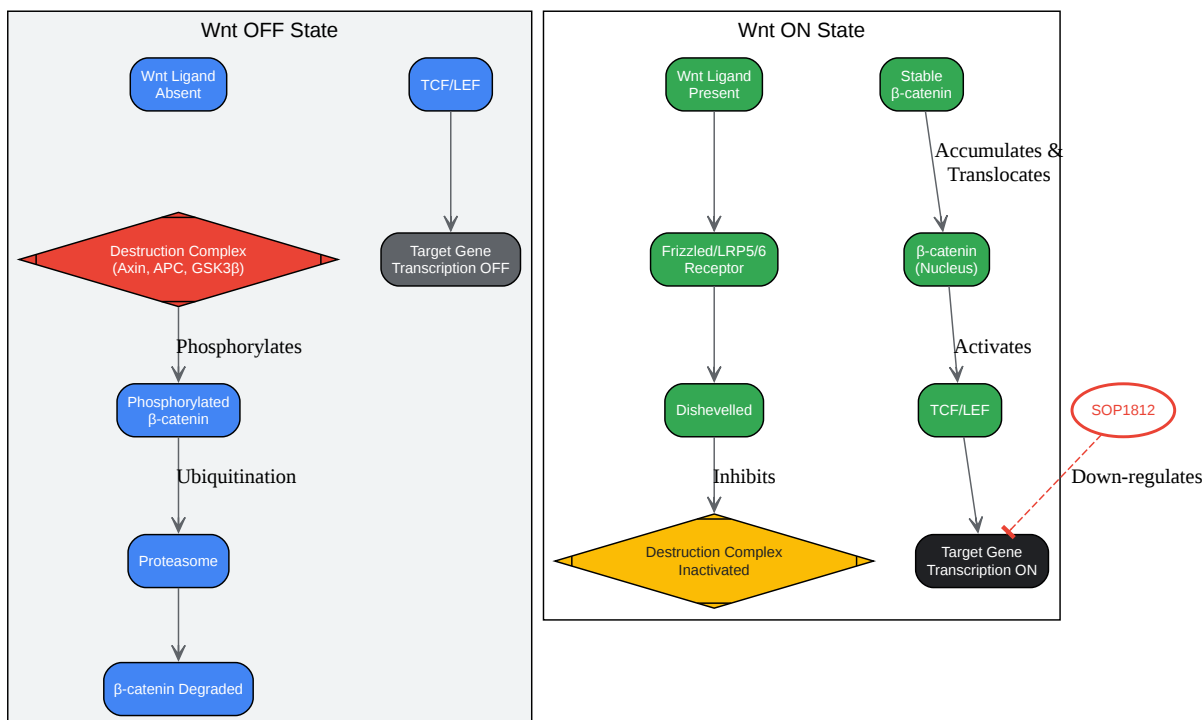 Wnt OFF State
Wnt Ligand
Absent
TCF/LEF
Destruction Complex
(Axin, APC, GSK3β)
Target Gene
Transcription OFF
Phosphorylates
Phosphorylated
β-catenin
Ubiquitination
Proteasome
β-catenin Degraded
Wnt ON State
Wnt Ligand
Present
Stable
β-catenin
Accumulates &
Translocates
Frizzled/LRP5/6
Receptor
β-catenin
(Nucleus)
Activates
Dishevelled
TCF/LEF
SOP1812
Inhibits
Down-regulates
Destruction Complex
Inactivated
Target Gene
Transcription ON